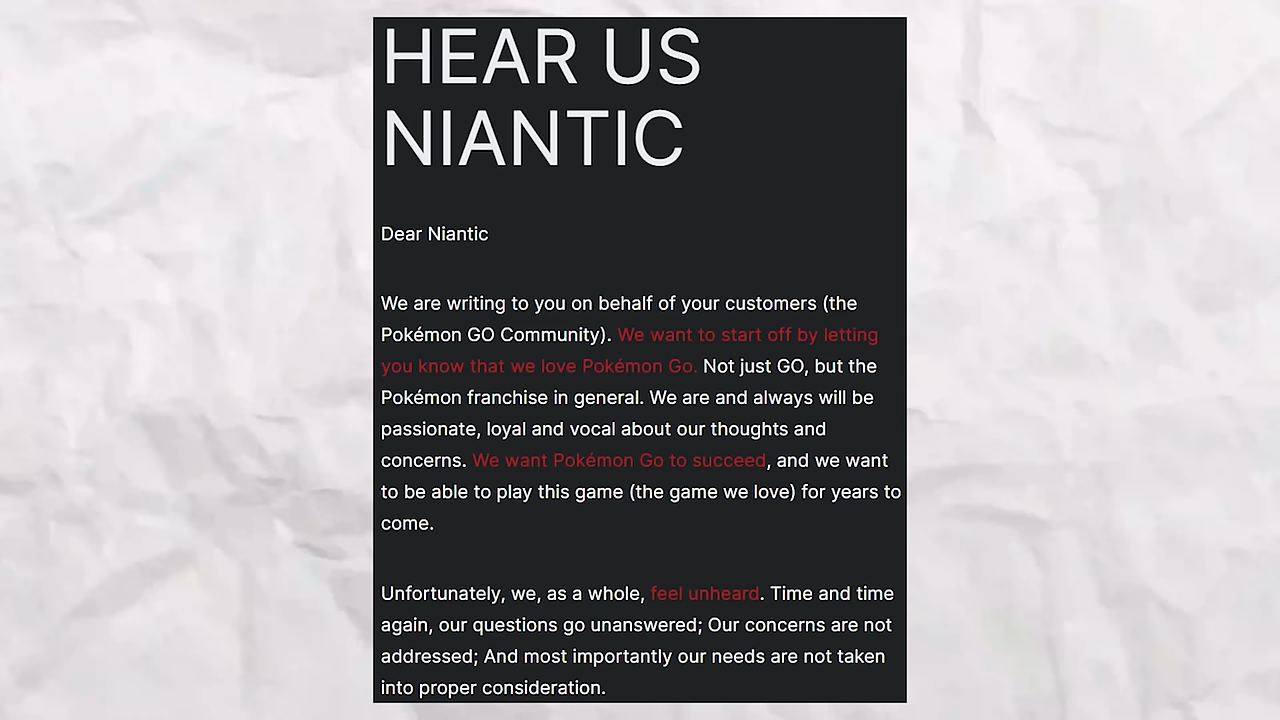 HEAR US
NIANTIC
Dear Niantic
We are writing to you on behalf of your customers (the
Pokémon GO Community). We want to start off by letting
you know that we love Pokémon Go. Not just GO, but the
Pokémon franchise in general. We are and always will be
passionate, loyal and vocal about our thoughts and
concerns. We want Pokémon Go to succeed, and we want
to be able to play this game (the game we love) for years to
come.
Unfortunately, we, as a whole, feel unheard. Time and time
again, our questions go unanswered; Our concerns are not
addressed; And most importantly our needs are not taken
into proper consideration.